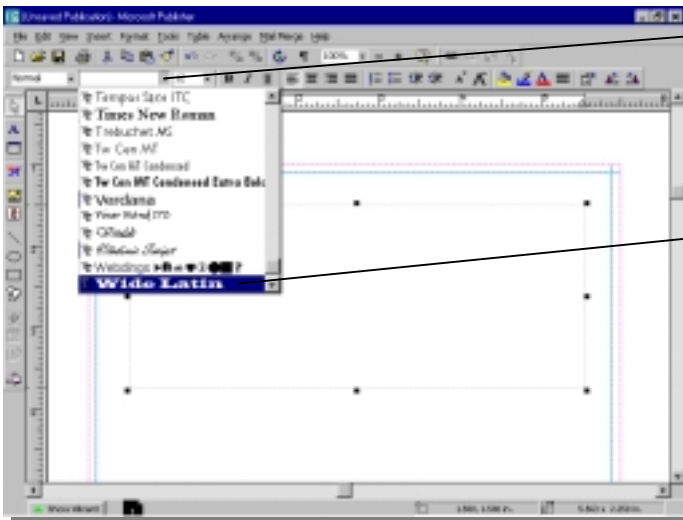 (Unsaved Publication) - Microsoft Publisher
File Edit View Insert Format Tools Table Arrange Mail Merge Help
100%
Normal
Tempus Sans ITC
Times New Roman
Trebuchet MS
Tw Cen MT
Tw Cen MT Condensed
Tw Cen MT Condensed Extra Bold
Verdana
Viner Hand ITC
Vivaldi
Vladimir Script
Webdings
Wide Latin
Show Wizard